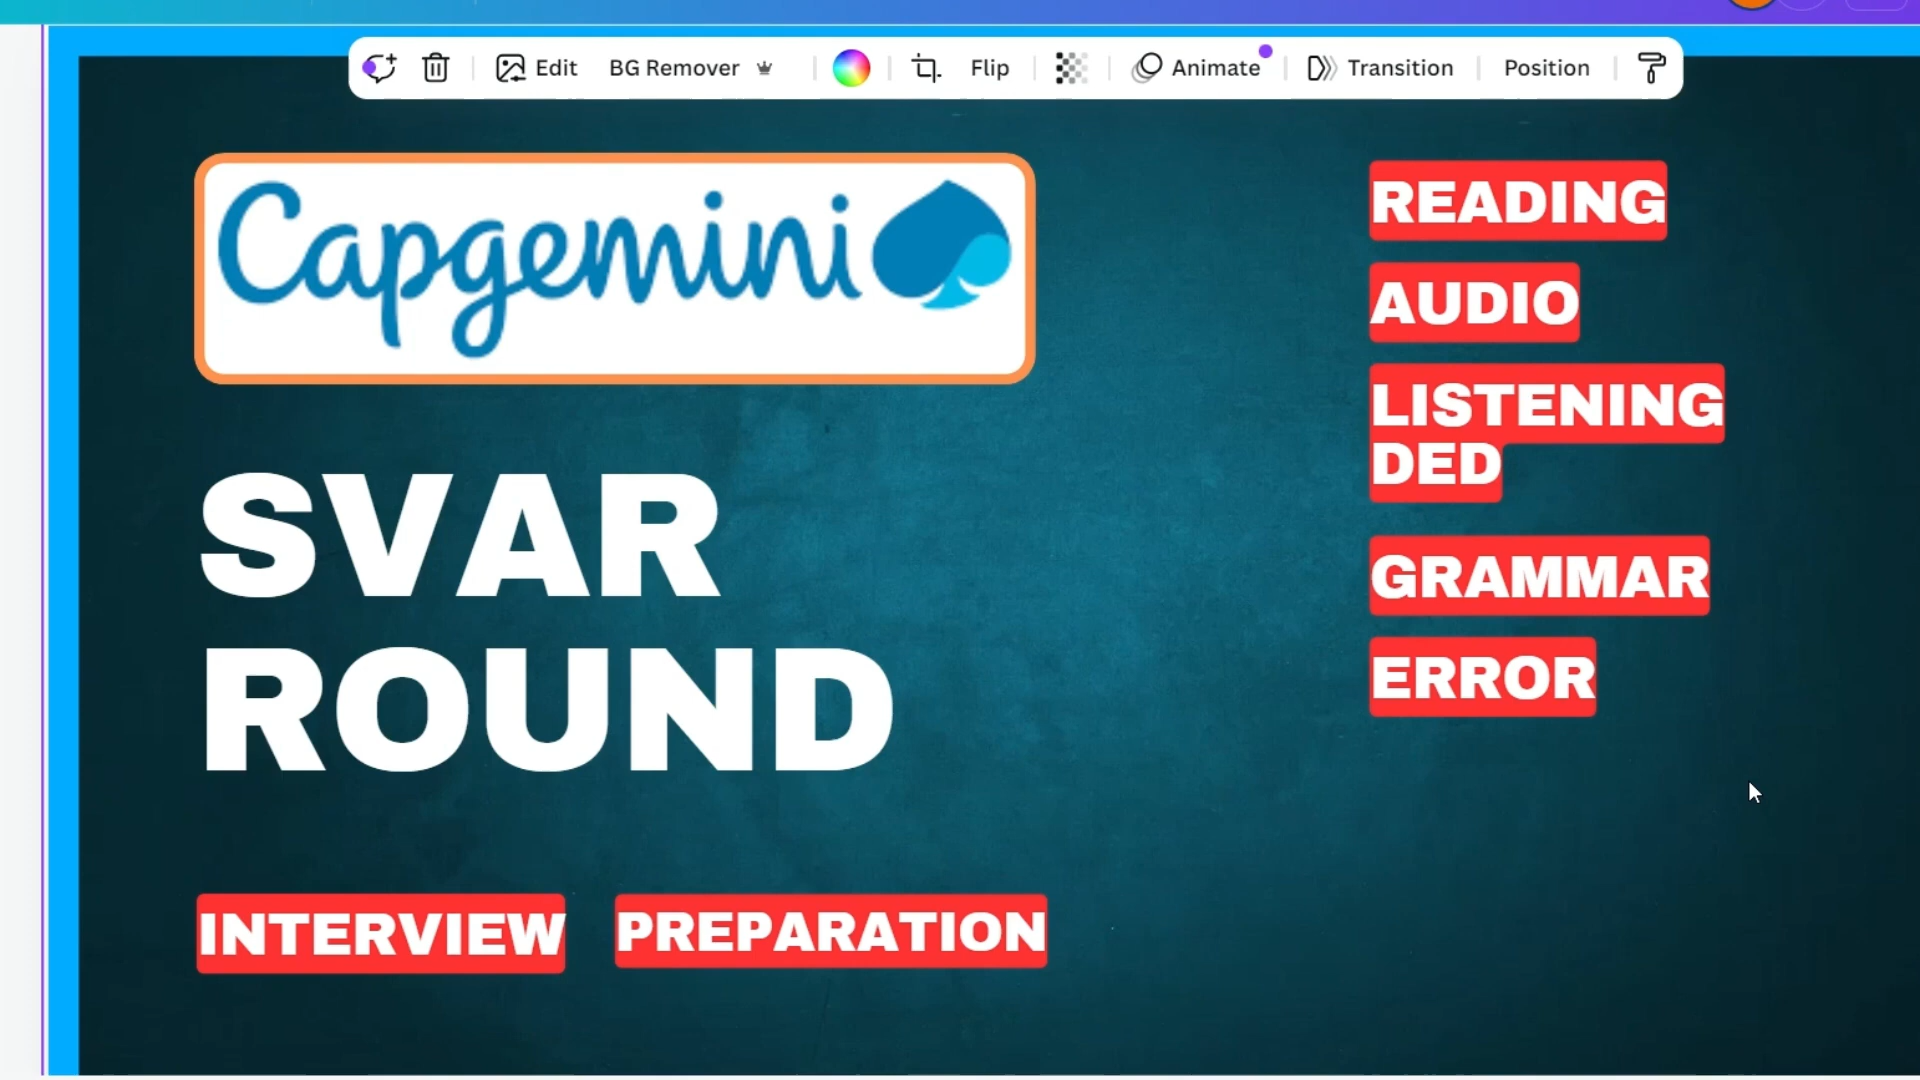 Edit BG Remover Flip Animate Transition Position
Capgemini
SVAR
ROUND
INTERVIEW PREPARATION
READING
AUDIO
LISTENING
DED
GRAMMAR
ERROR